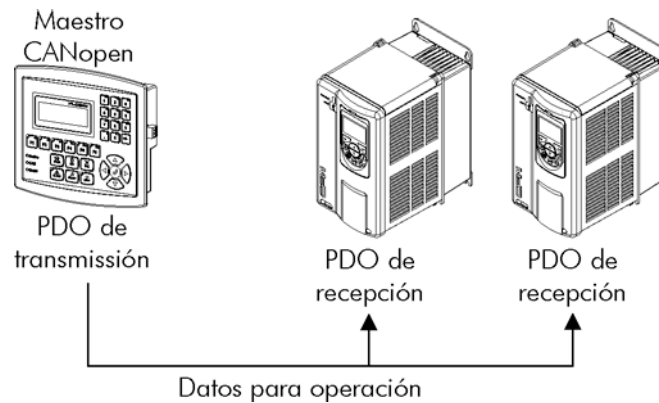 Maestro
CANopen
PDO de
transmissión
PDO de
recepción
PDO de
recepción
Datos para operación